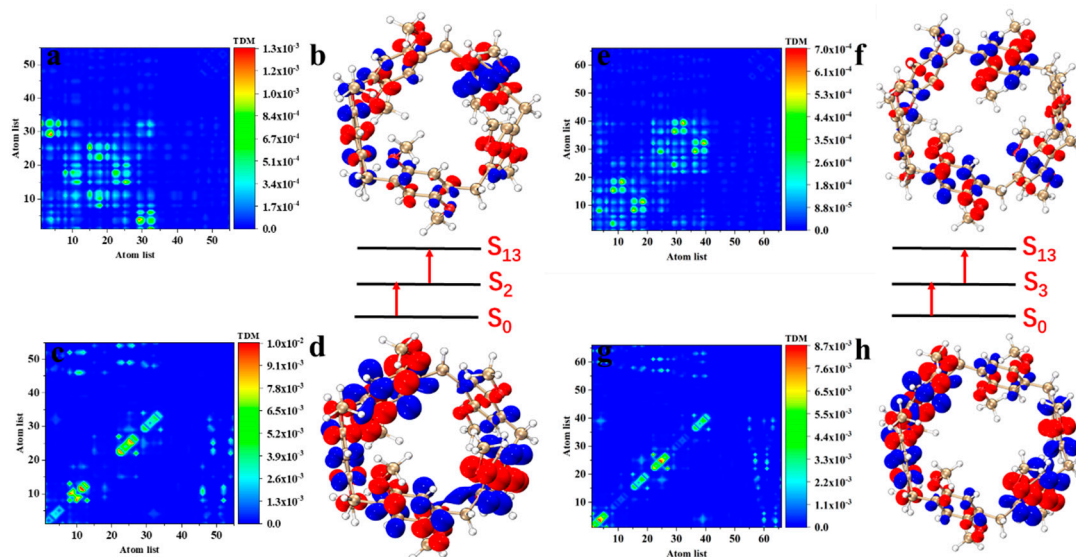 a
TDM
1.3x10⁻³
1.2x10⁻³
1.0x10⁻³
8.4x10⁻⁴
6.7x10⁻⁴
5.0x10⁻⁴
3.4x10⁻⁴
1.7x10⁻⁴
0.0
50
40
30
20
10
Atom list
10 20 30 40 50
Atom list
b
e
TDM
7.0x10⁻⁴
6.1x10⁻⁴
5.3x10⁻⁴
4.4x10⁻⁴
3.5x10⁻⁴
2.6x10⁻⁴
1.8x10⁻⁴
8.8x10⁻⁵
0.0
60
50
40
30
20
10
Atom list
10 20 30 40 50 60
Atom list
f
S₁₃
S₂
S₀
S₁₃
S₃
S₀
c
TDM
1.0x10⁻²
9.0x10⁻³
7.7x10⁻³
6.4x10⁻³
5.1x10⁻³
3.8x10⁻³
2.6x10⁻³
1.3x10⁻³
0.0
50
40
30
20
10
Atom list
10 20 30 40 50
Atom list
d
g
TDM
8.7x10⁻³
7.6x10⁻³
6.5x10⁻³
5.5x10⁻³
4.4x10⁻³
3.3x10⁻³
2.2x10⁻³
1.1x10⁻³
0.0
60
50
40
30
20
10
Atom list
10 20 30 40 50 60
Atom list
h